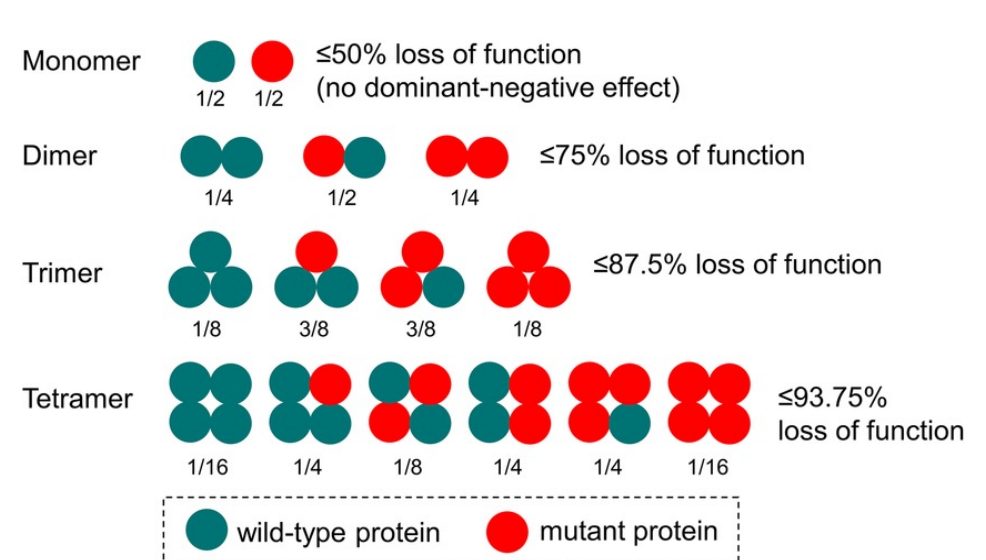 Monomer
≤50% loss of function
(no dominant-negative effect)
1/2 1/2
Dimer
≤75% loss of function
1/4 1/2 1/4
Trimer
≤87.5% loss of function
1/8 3/8 3/8 1/8
Tetramer
≤93.75%
loss of function
1/16 1/4 1/8 1/4 1/4 1/16
wild-type protein mutant protein